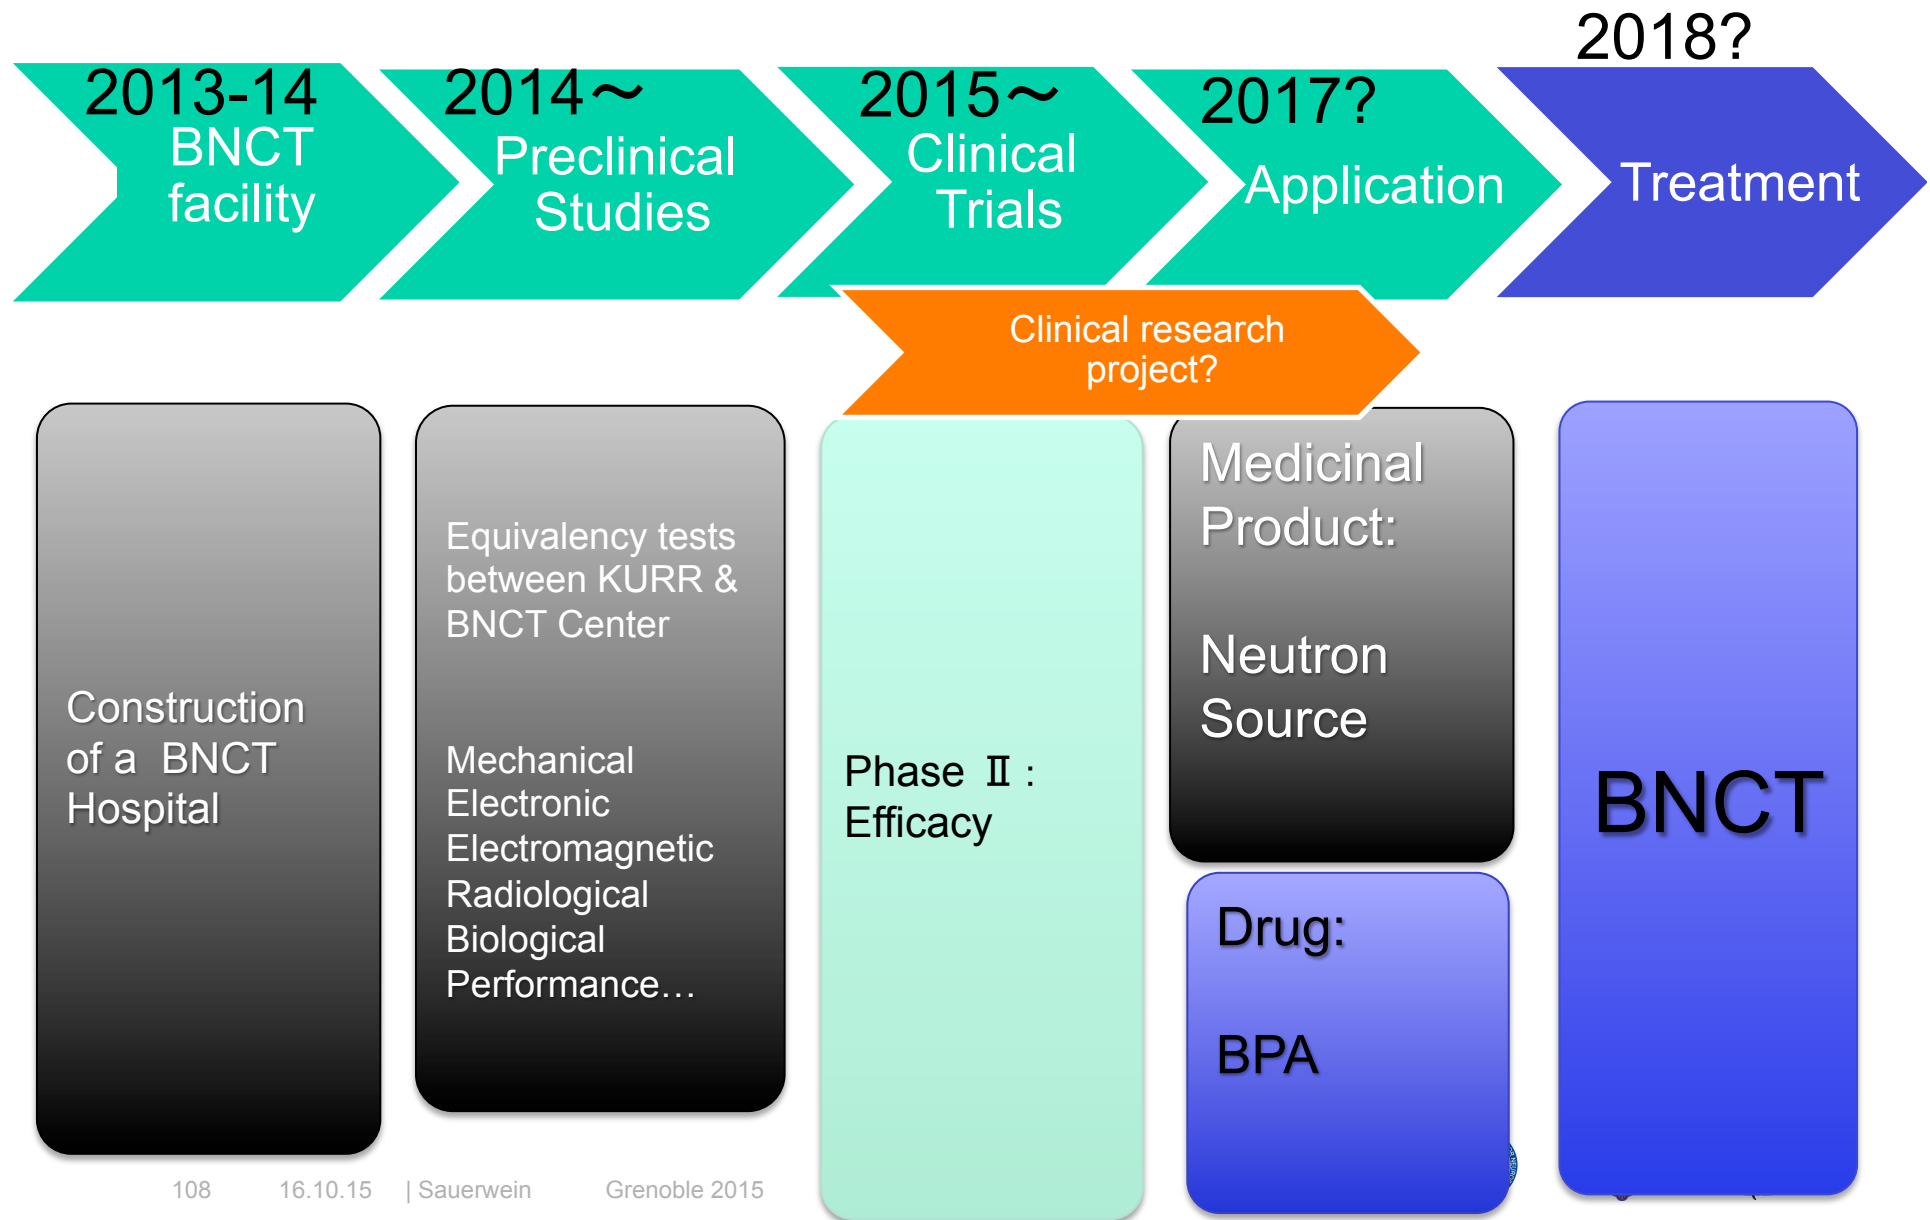 2013-14
BNCT
facility
2014～
Preclinical
Studies
2015～
Clinical
Trials
2017?
Application
2018?
Treatment
Clinical research
project?
Construction
of a BNCT
Hospital
Equivalency tests
between KURR &
BNCT Center
Mechanical
Electronic
Electromagnetic
Radiological
Biological
Performance…
Phase Ⅱ :
Efficacy
Medicinal
Product:
Neutron
Source
Drug:
BPA
BNCT
108 16.10.15 | Sauerwein Grenoble 2015